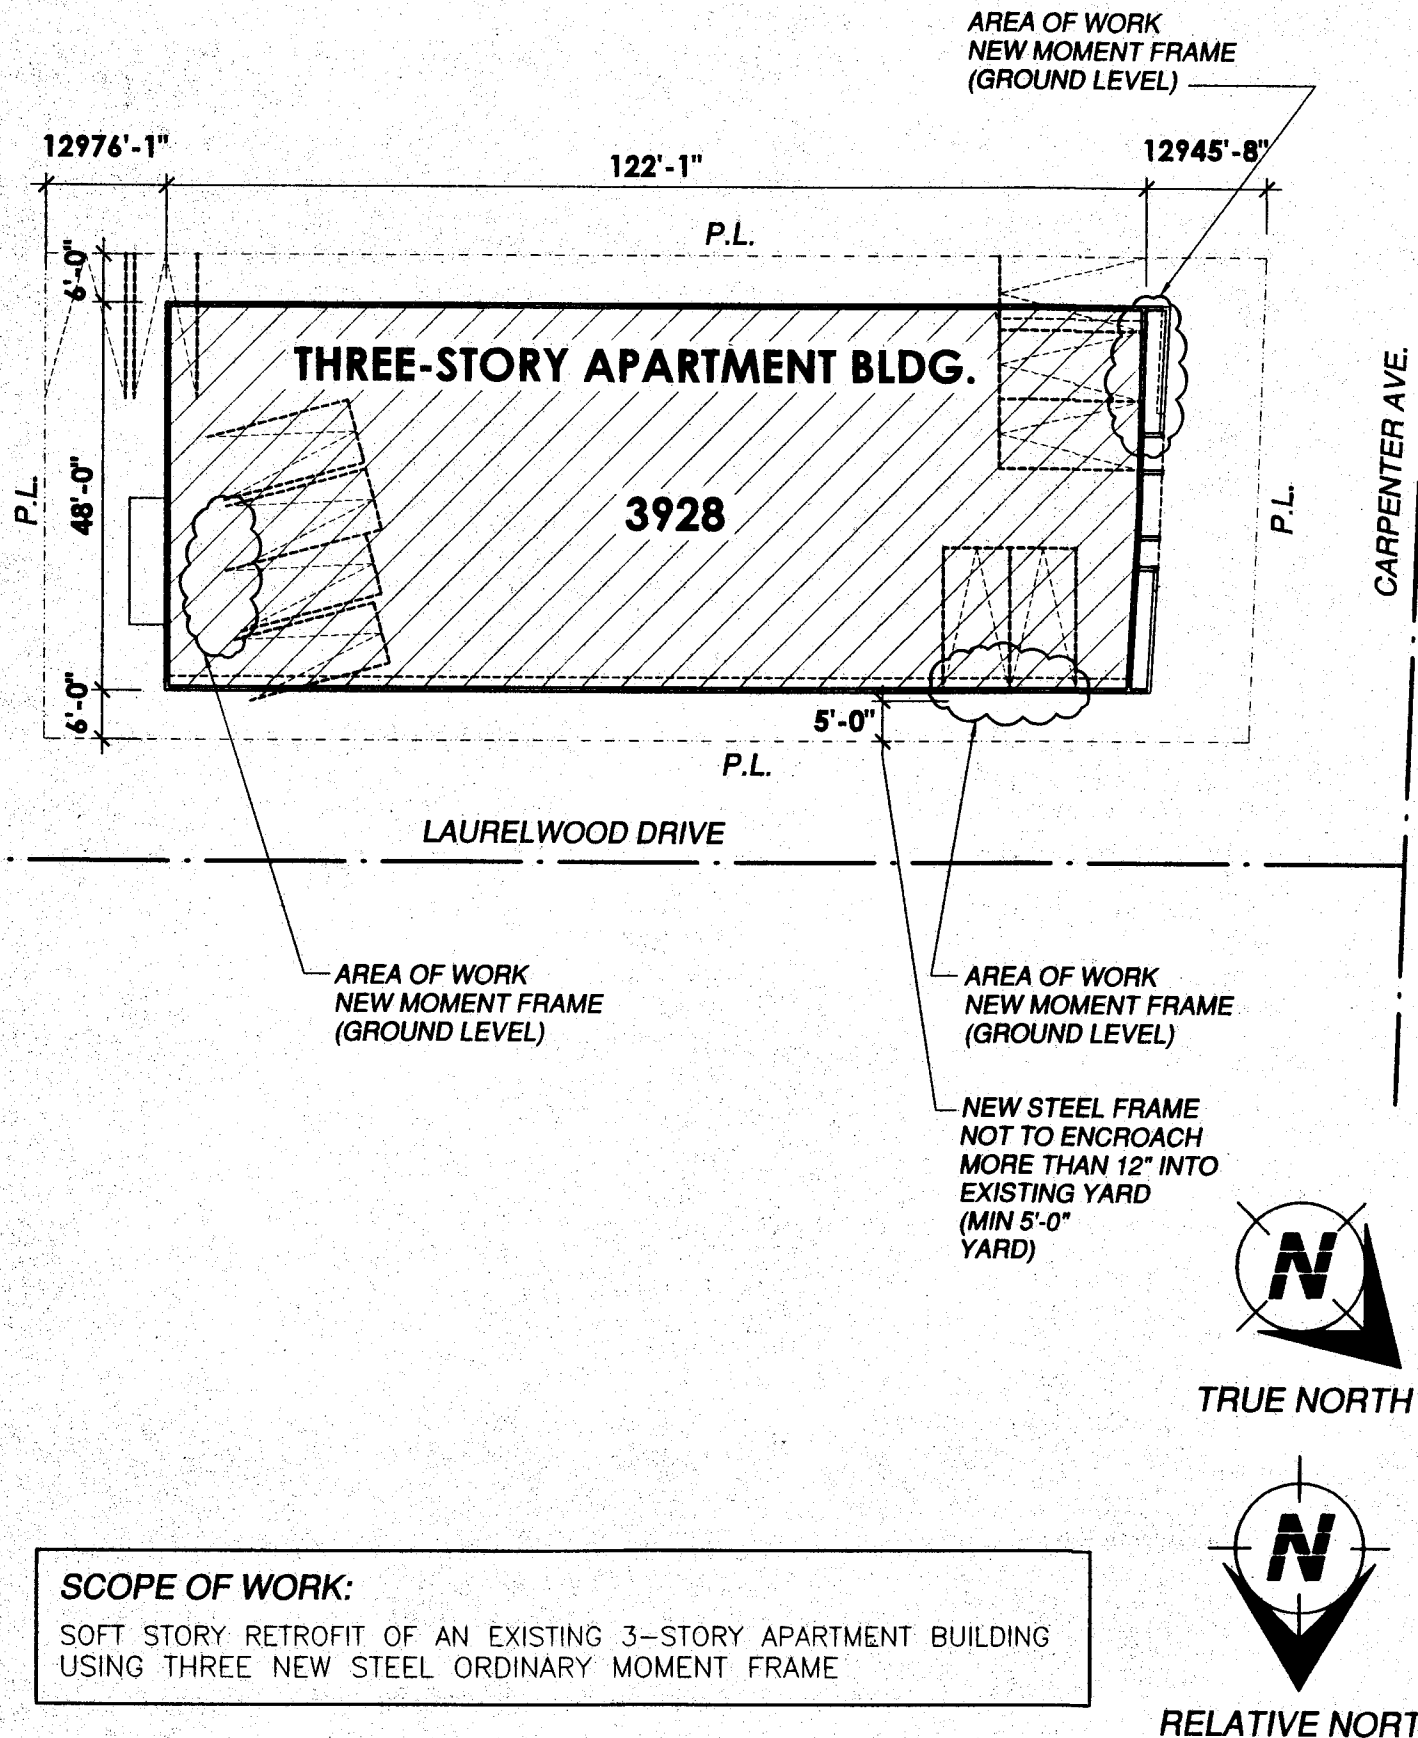 AREA OF WORK
NEW MOMENT FRAME
(GROUND LEVEL)
12976'-1"
122'-1"
12945'-8"
P.L.
6'-0"
THREE-STORY APARTMENT BLDG.
CARPENTER AVE.
P.L.
48'-0"
3928
P.L.
6'-0"
5'-0"
P.L.
LAURELWOOD DRIVE
AREA OF WORK
NEW MOMENT FRAME
(GROUND LEVEL)
AREA OF WORK
NEW MOMENT FRAME
(GROUND LEVEL)
NEW STEEL FRAME
NOT TO ENCROACH
MORE THAN 12" INTO
EXISTING YARD
(MIN 5'-0"
YARD)
N
TRUE NORTH
N
RELATIVE NORT
SCOPE OF WORK:
SOFT STORY RETROFIT OF AN EXISTING 3-STORY APARTMENT BUILDING
USING THREE NEW STEEL ORDINARY MOMENT FRAME